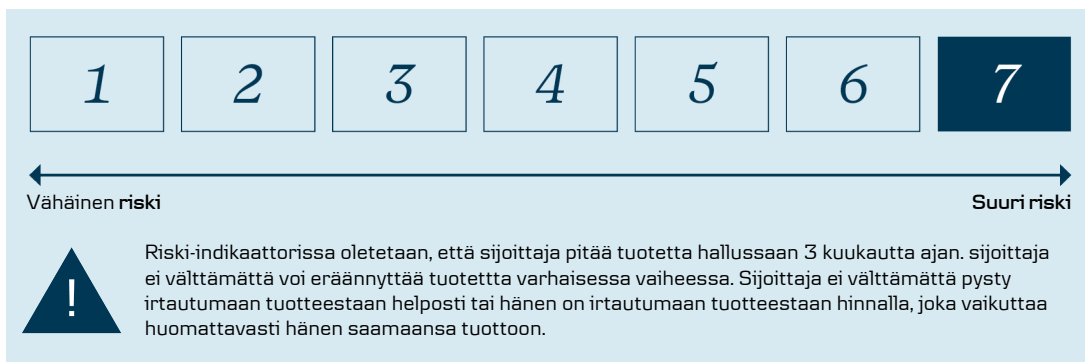 1 2 3 4 5 6 7
Vähäinen riski Suuri riski
Riski-indikaattorissa oletetaan, että sijoittaja pitää tuotetta hallussaan 3 kuukautta ajan. sijoittaja
ei välttämättä voi eräännyttää tuotettta varhaisessa vaiheessa. Sijoittaja ei välttämättä pysty
irtautumaan tuotteestaan helposti tai hänen on irtautumaan tuotteestaan hinnalla, joka vaikuttaa
huomattavasti hänen saamaansa tuottoon.
!